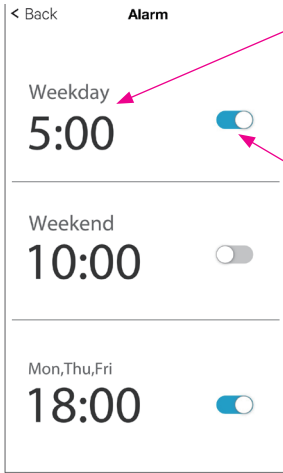 < Back Alarm
Weekday
5:00
Weekend
10:00
Mon,Thu,Fri
18:00